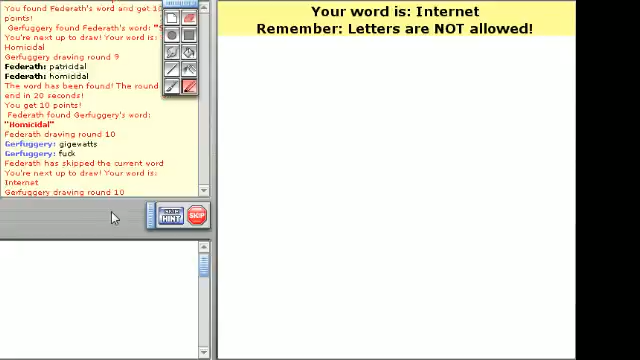 You found Federath's word and get 10
points!
Gerfuggery found Federath's word: "S
You're next up to draw! Your word is:
Homicidal
Gerfuggery drawing round 9
Federath: patricidal
Federath: homicidal
The word has been found! The round
end in 20 seconds!
You get 10 points!
Federath found Gerfuggery's word:
"Homicidal"
Federath drawing round 10
Gerfuggery: gigewatts
Gerfuggery: fuck
Federath has skipped the current word
You're next up to draw! Your word is:
Internet
Gerfuggery drawing round 10
HINT
SKIP
Your word is: Internet
Remember: Letters are NOT allowed!